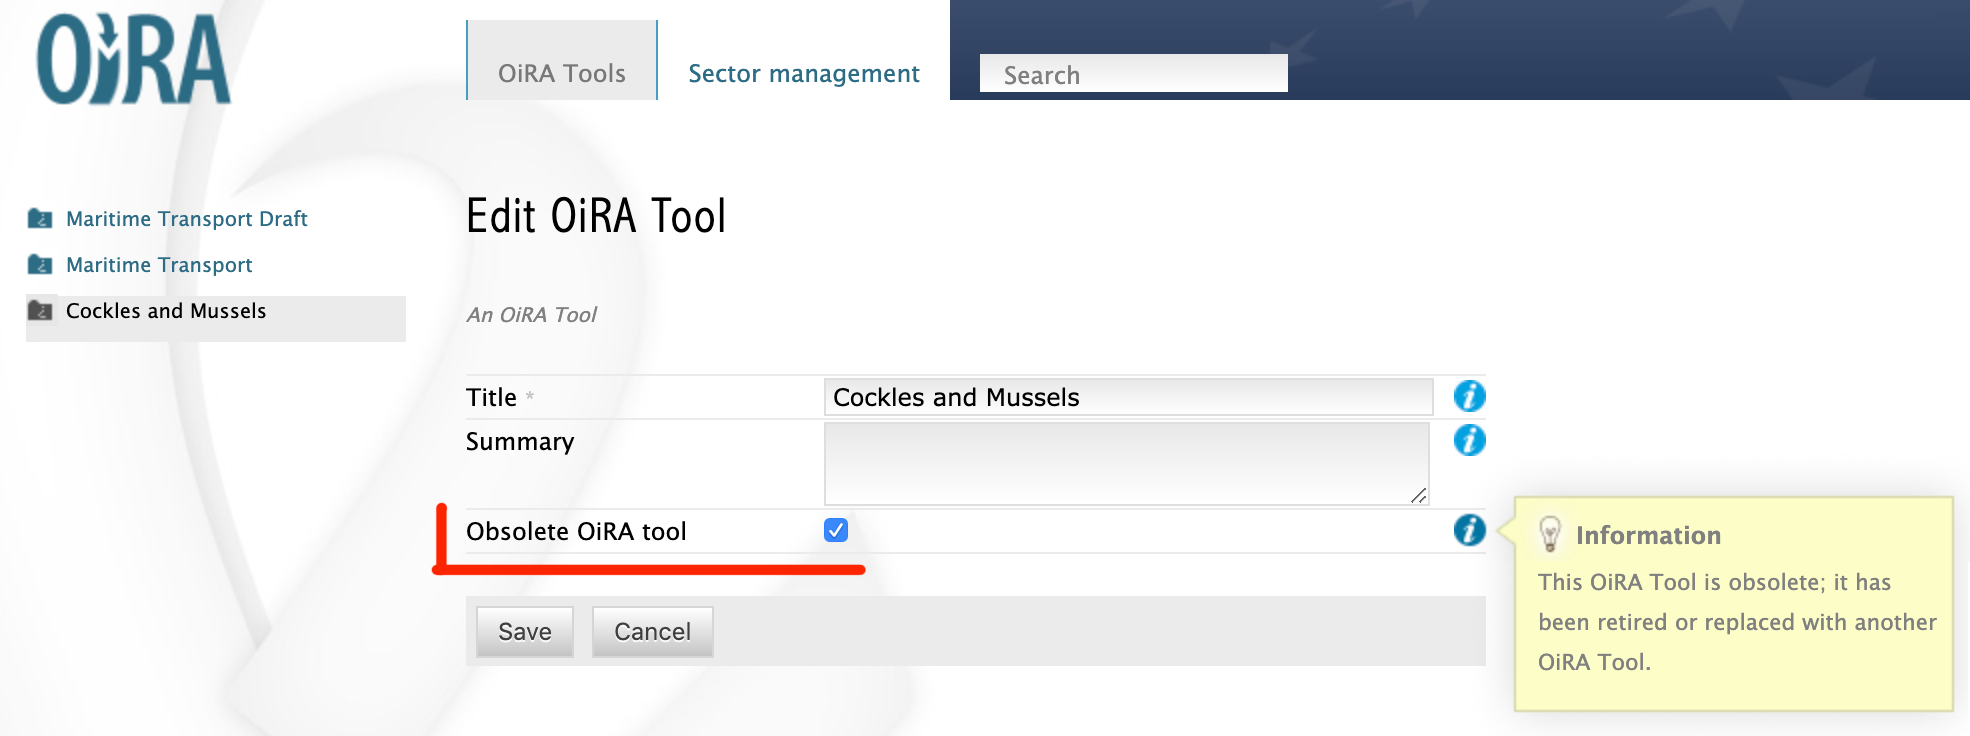 OiRA
OiRA Tools
Sector management
Search
Maritime Transport Draft
Maritime Transport
Cockles and Mussels
Edit OiRA Tool
An OiRA Tool
Title *
Cockles and Mussels
Summary
Obsolete OiRA tool
Information
This OiRA Tool is obsolete; it has
been retired or replaced with another
OiRA Tool.
Save
Cancel